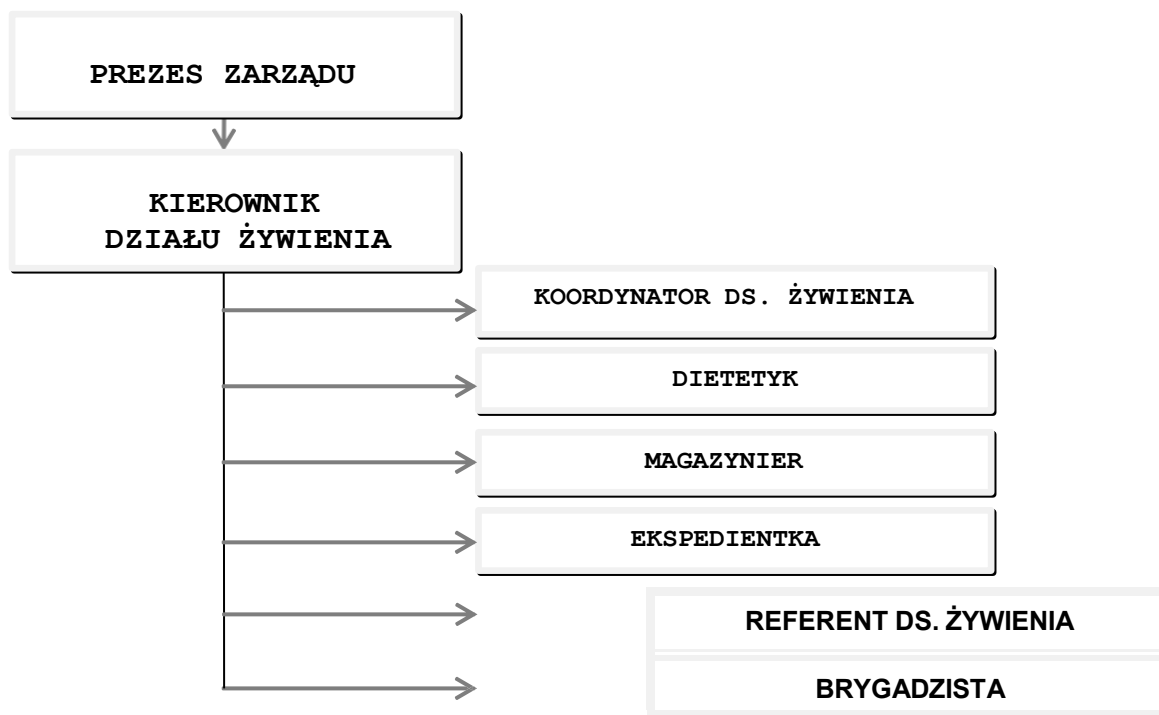 PREZES ZARZĄDU
KIEROWNIK
DZIAŁU ŻYWIENIA
KOORDYNATOR DS. ŻYWIENIA
DIETETYK
MAGAZYNIER
EKSPEDIENTKA
REFERENT DS. ŻYWIENIA
BRYGADZISTA